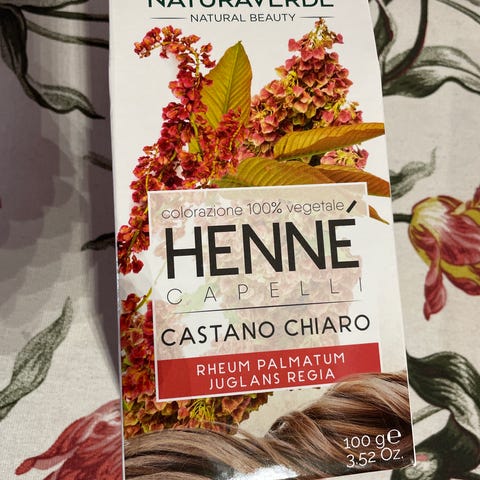 NATURAVERDE
NATURAL BEAUTY
colorazione 100% vegetale
HENNÉ
CAPELLI
CASTANO CHIARO
RHEUM PALMATUM
JUGLANS REGIA
100 g e
3.52 Oz.